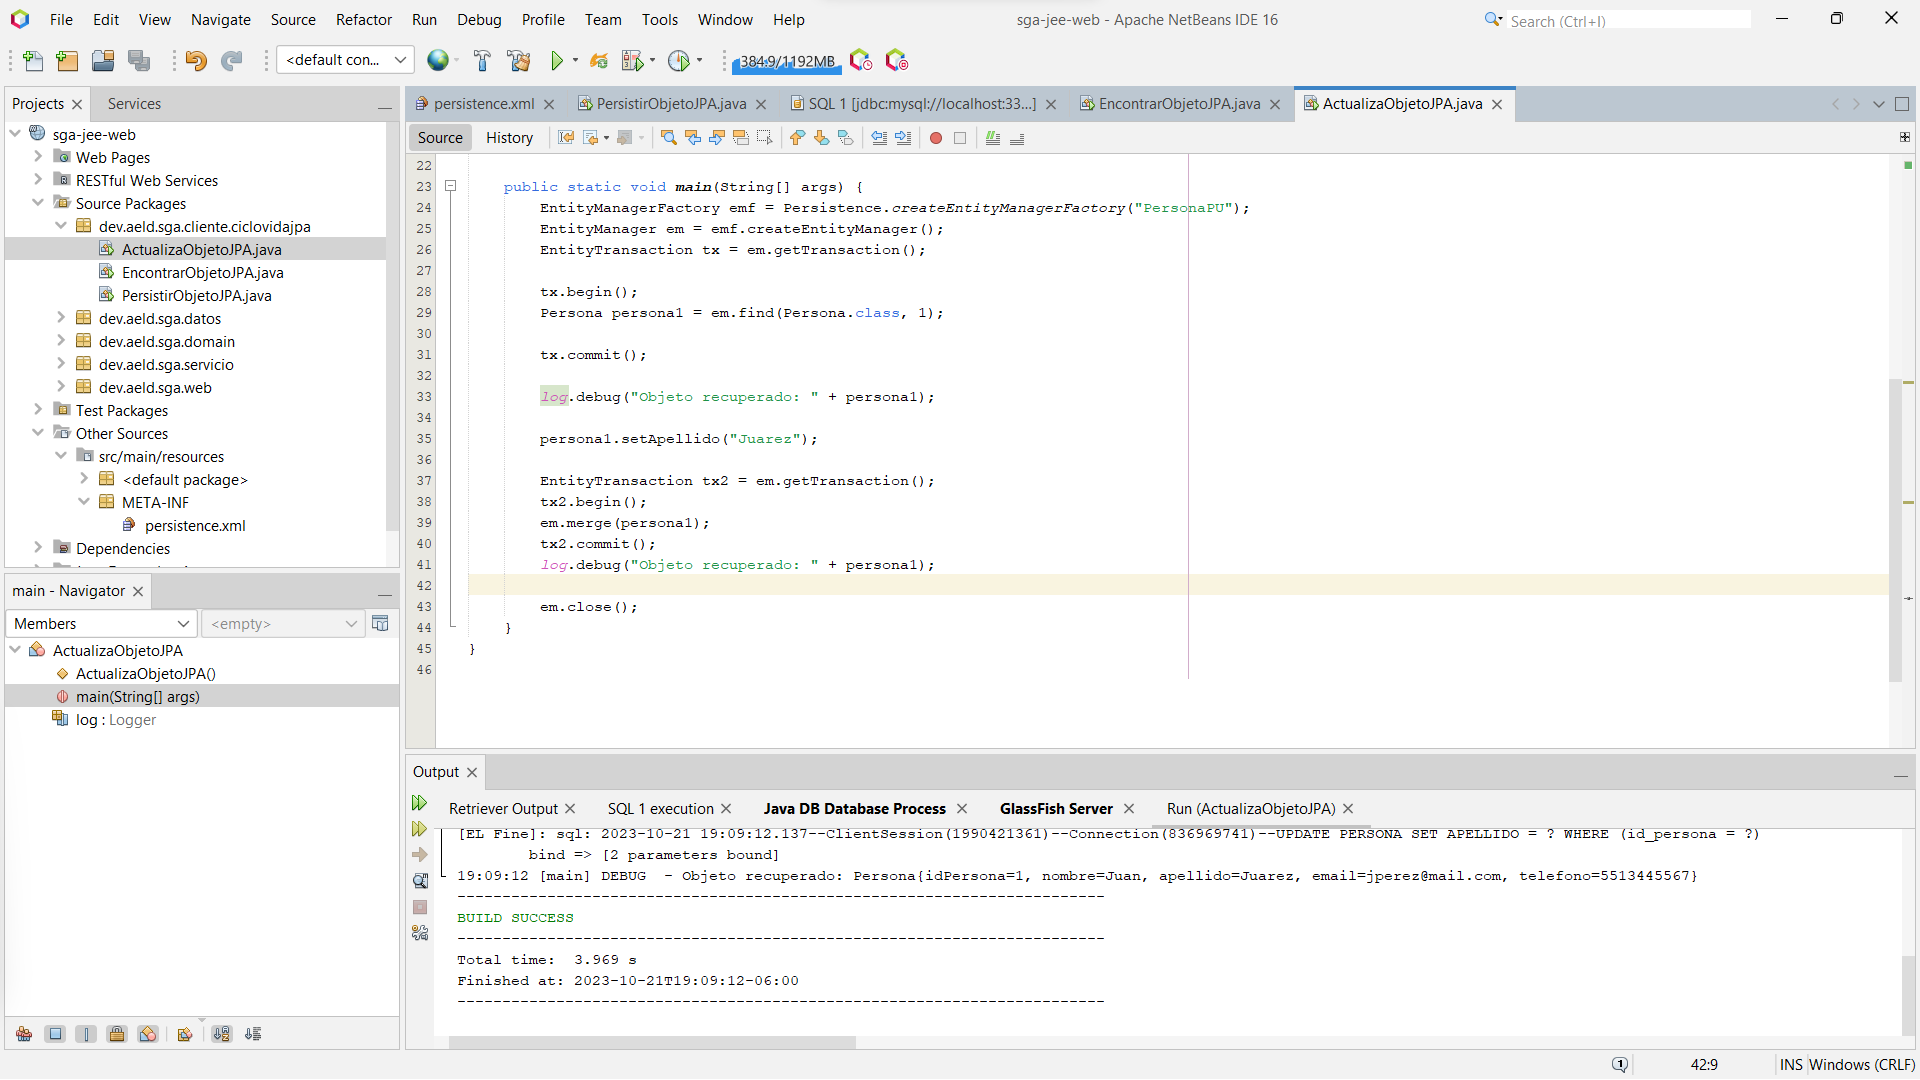 File Edit View Navigate Source Refactor Run Debug Profile Team Tools Window Help
sga-jee-web - Apache NetBeans IDE 16
Search (Ctrl+I)
<default con...
384.9/1192MB
Projects Services
sga-jee-web
Web Pages
RESTful Web Services
Source Packages
dev.aeld.sga.cliente.ciclovidajpa
ActualizaObjetoJPA.java
EncontrarObjetoJPA.java
PersistirObjetoJPA.java
dev.aeld.sga.datos
dev.aeld.sga.domain
dev.aeld.sga.servicio
dev.aeld.sga.web
Test Packages
Other Sources
src/main/resources
<default package>
META-INF
persistence.xml
Dependencies
main - Navigator
Members <empty>
ActualizaObjetoJPA
ActualizaObjetoJPA()
main(String[] args)
log : Logger
persistence.xml PersistirObjetoJPA.java SQL 1 [jdbc:mysql://localhost:33...] EncontrarObjetoJPA.java ActualizaObjetoJPA.java
Source History
22
23 public static void main(String[] args) {
24 EntityManagerFactory emf = Persistence.createEntityManagerFactory("PersonaPU");
25 EntityManager em = emf.createEntityManager();
26 EntityTransaction tx = em.getTransaction();
27
28 tx.begin();
29 Persona persona1 = em.find(Persona.class, 1);
30
31 tx.commit();
32
33 log.debug("Objeto recuperado: " + persona1);
34
35 persona1.setApellido("Juarez");
36
37 EntityTransaction tx2 = em.getTransaction();
38 tx2.begin();
39 em.merge(persona1);
40 tx2.commit();
41 log.debug("Objeto recuperado: " + persona1);
42
43 em.close();
44 }
45 }
46
Output
Retriever Output SQL 1 execution Java DB Database Process GlassFish Server Run (ActualizaObjetoJPA)
[EL Fine]: sql: 2023-10-21 19:09:12.137--ClientSession(1990421361)--Connection(836969741)--UPDATE PERSONA SET APELLIDO = ? WHERE (id_persona = ?)
bind => [2 parameters bound]
19:09:12 [main] DEBUG - Objeto recuperado: Persona{idPersona=1, nombre=Juan, apellido=Juarez, email=jperez@mail.com, telefono=5513445567}
------------------------------------------------------------------------
BUILD SUCCESS
------------------------------------------------------------------------
Total time: 3.969 s
Finished at: 2023-10-21T19:09:12-06:00
------------------------------------------------------------------------
1 42:9 INS Windows (CRLF)